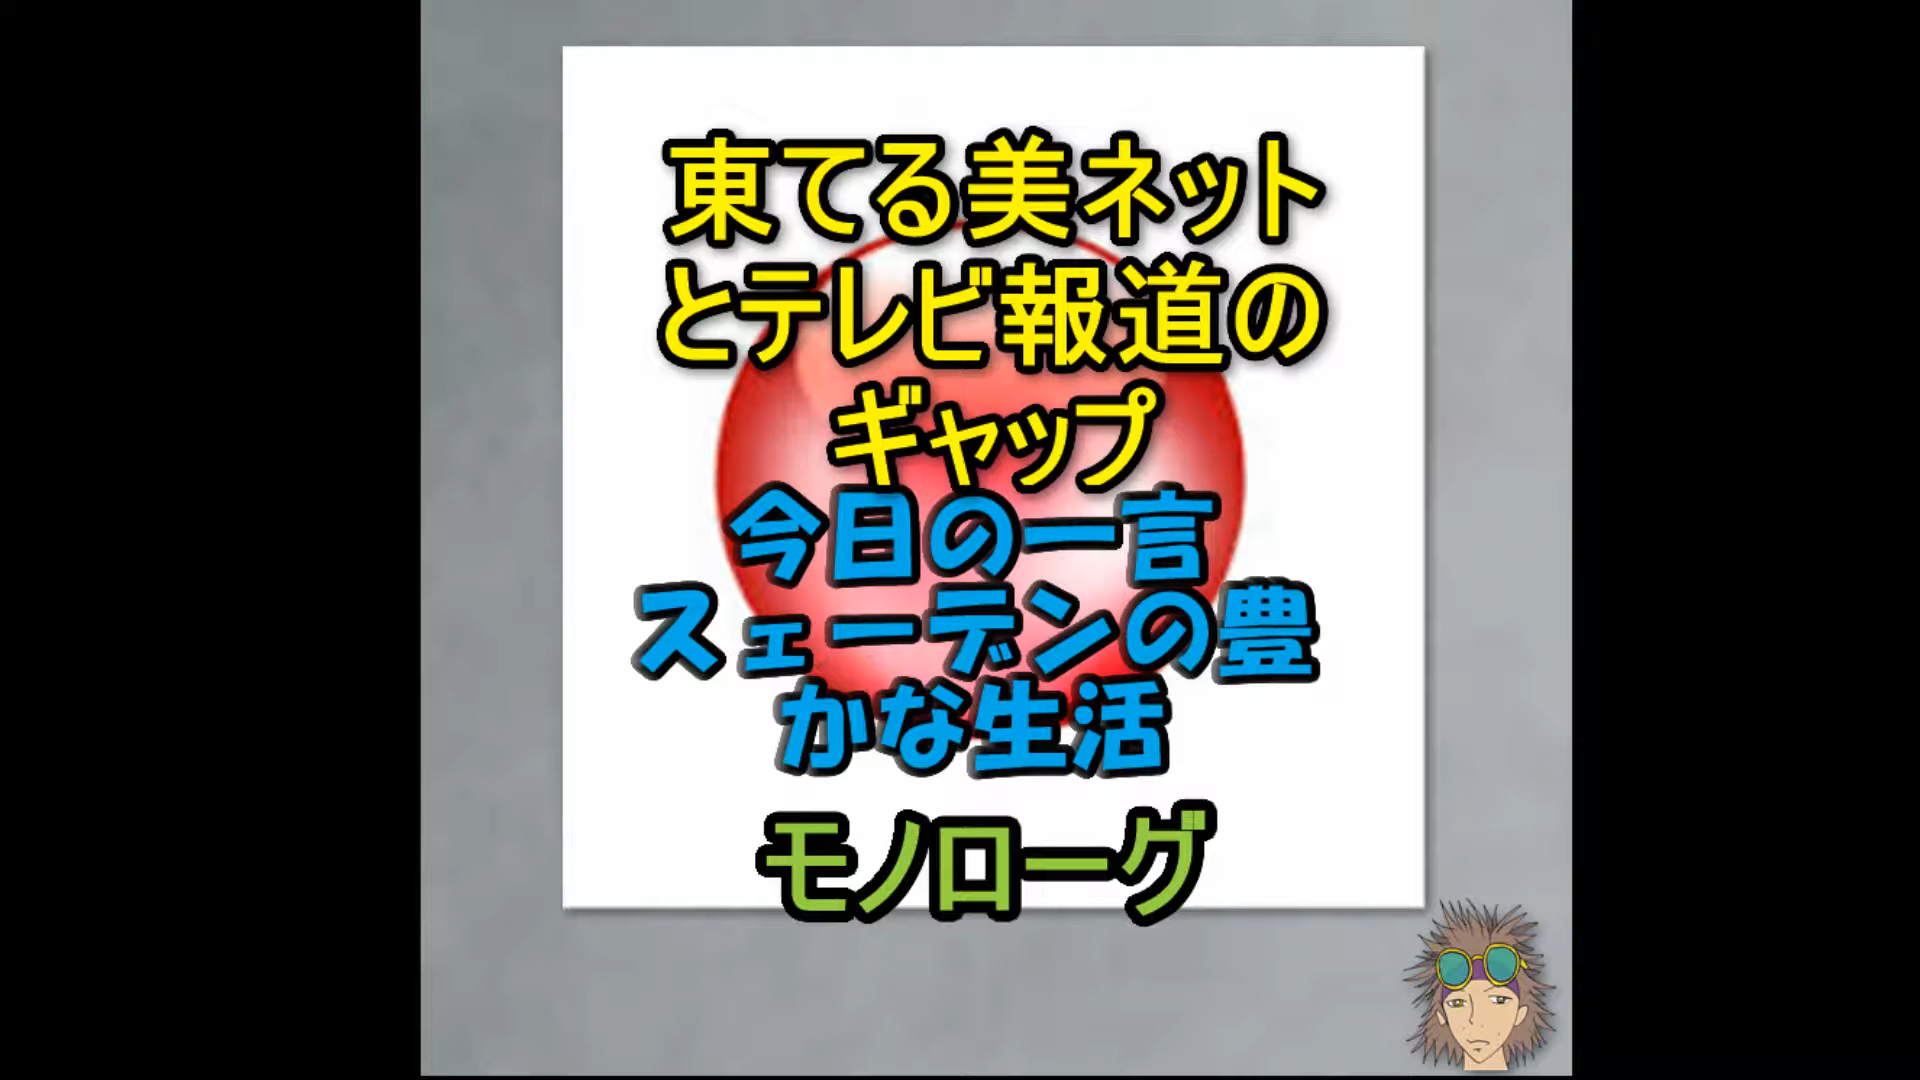 東てる美ネット
とテレビ報道の
ギャップ
今日の一言
スェーデンの豊
かな生活
モノローグ